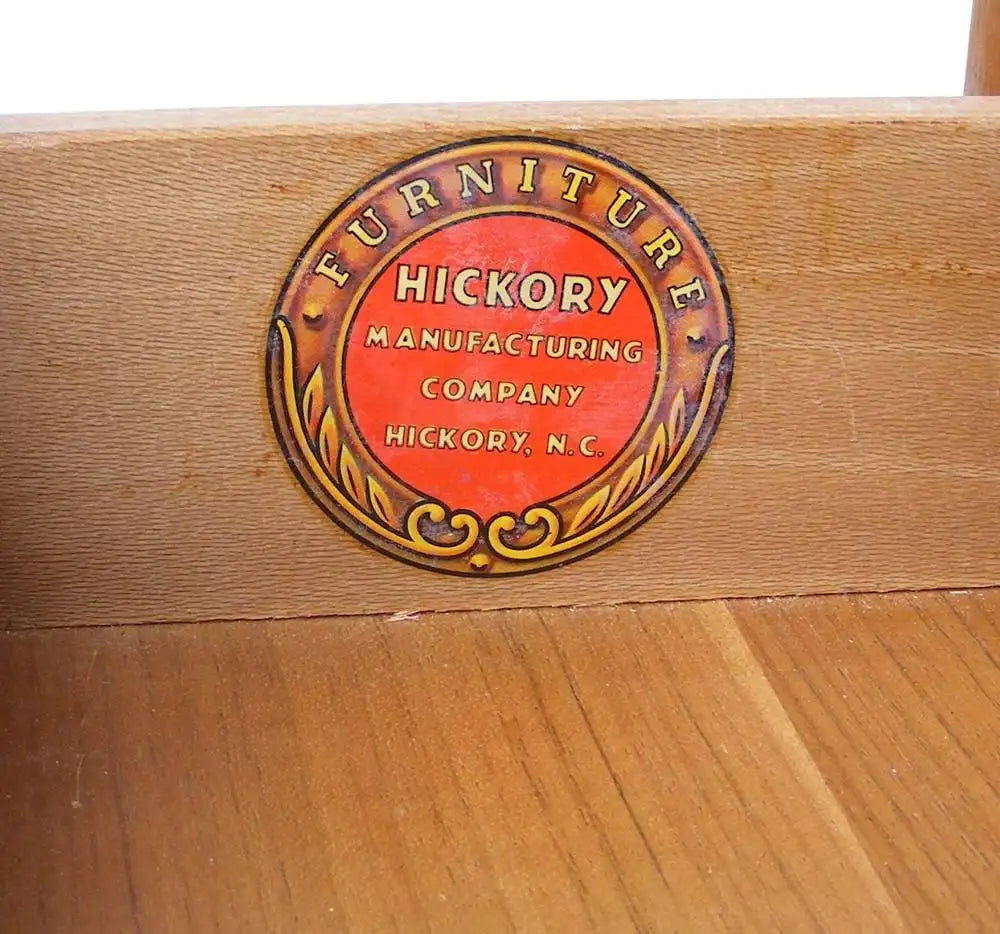 FURNITURE
HICKORY
MANUFACTURING
COMPANY
HICKORY, N.C.